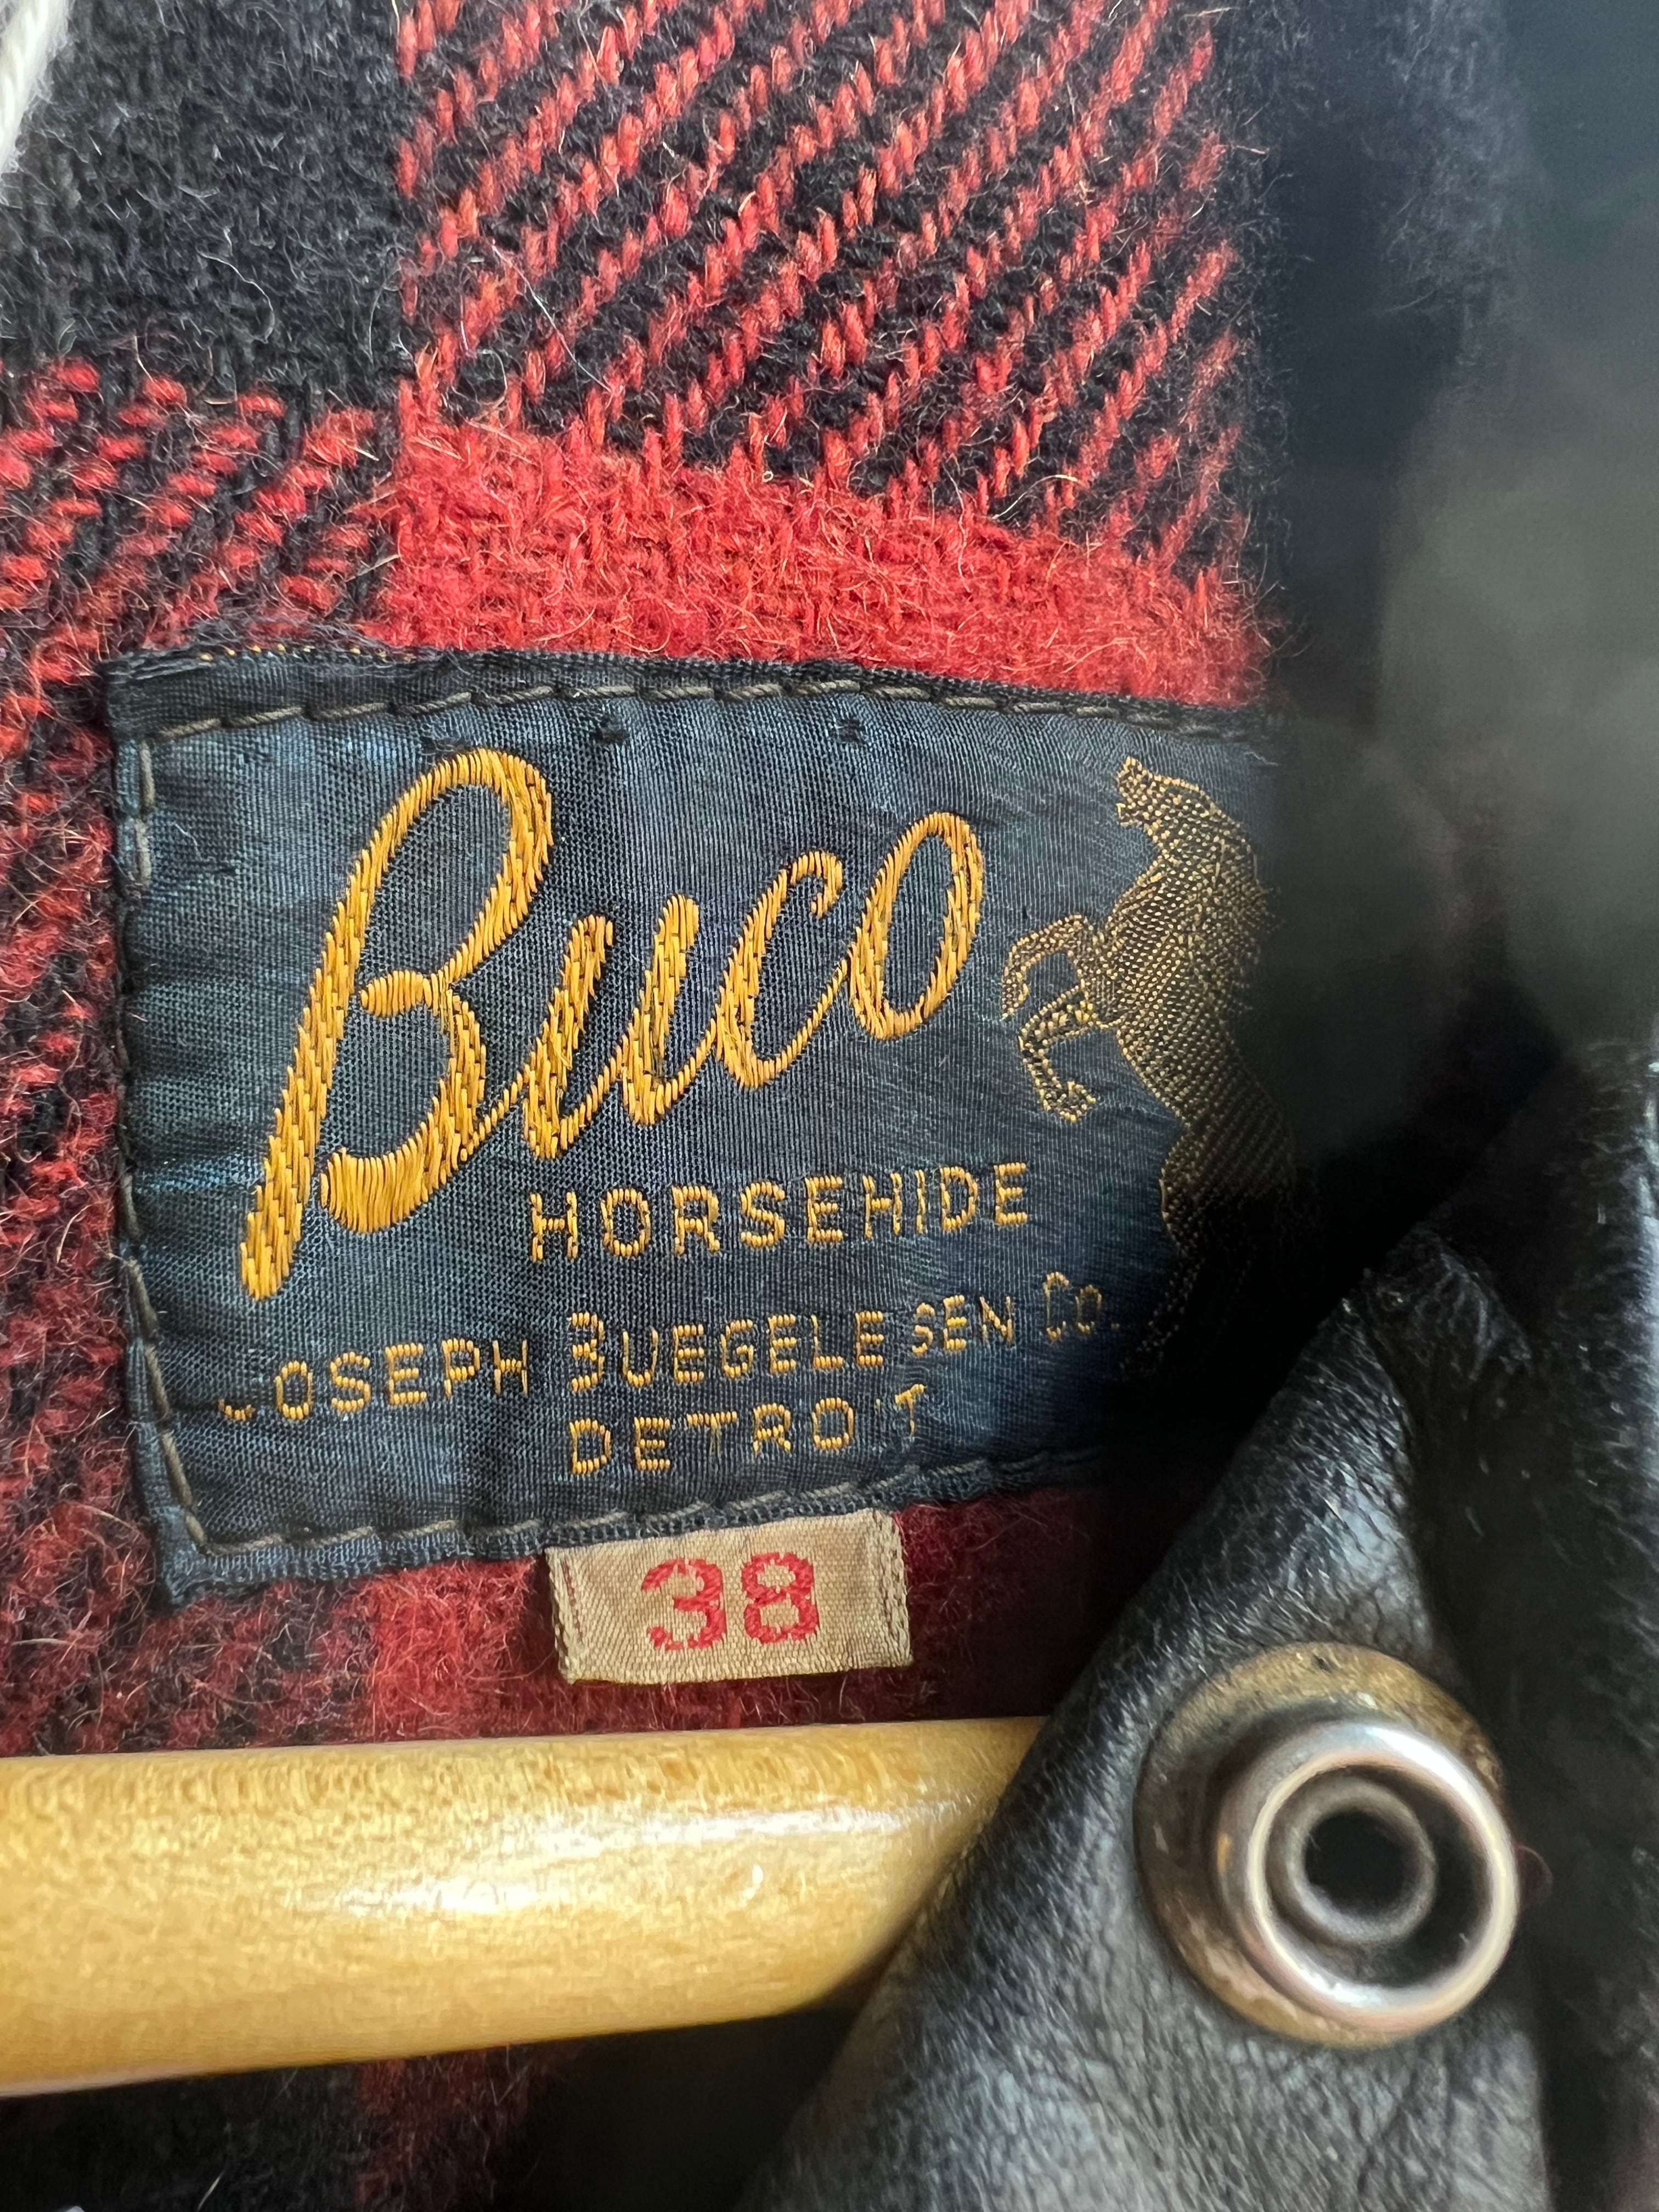 Buco
HORSEHIDE
JOSEPH BUEGELEISEN CO.
DETROIT
38